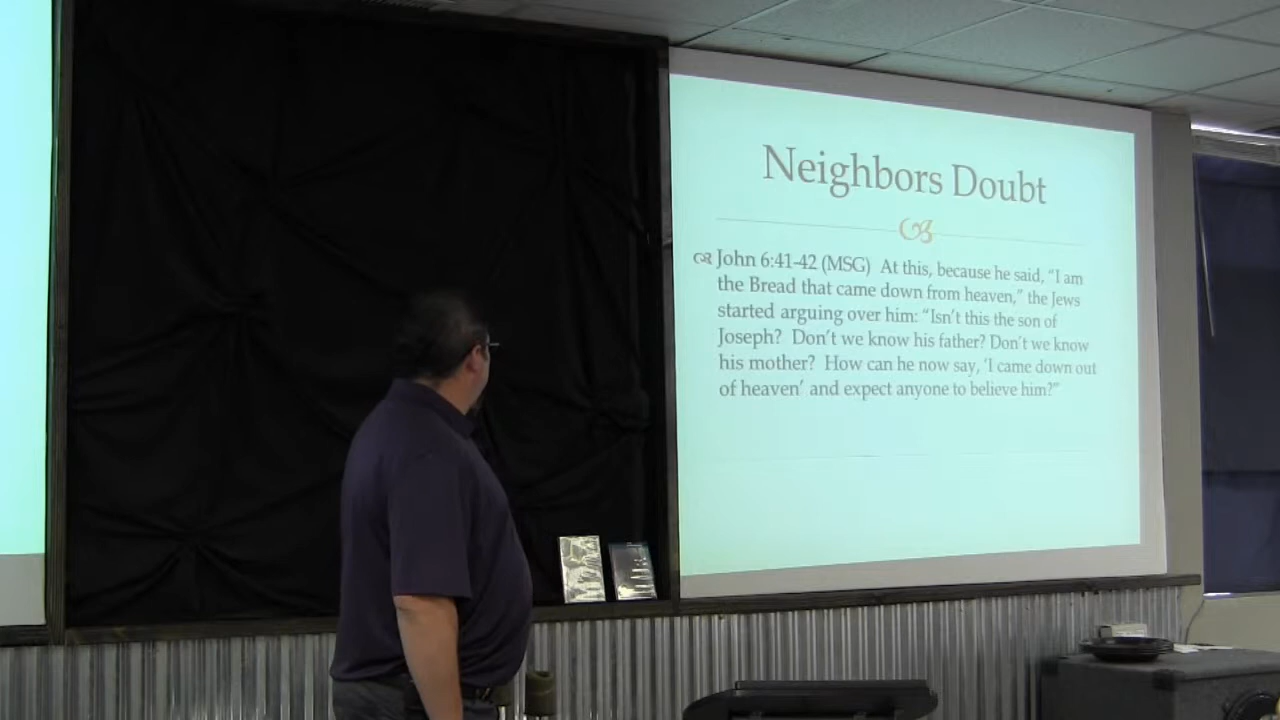 Neighbors Doubt
John 6:41-42 (MSG)  At this, because he said, “I am
the Bread that came down from heaven,” the Jews
started arguing over him: “Isn’t this the son of
Joseph?  Don’t we know his father? Don’t we know
his mother?  How can he now say, ‘I came down out
of heaven’ and expect anyone to believe him?”